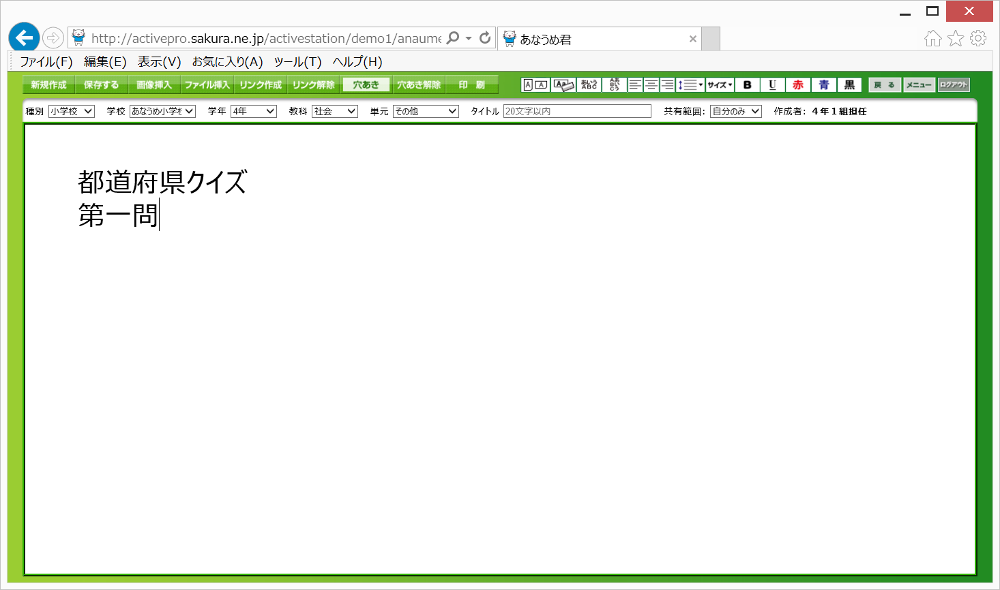 http://activepro.sakura.ne.jp/activestation/demo1/anaume
あなうめ君
ファイル(F) 編集(E) 表示(V) お気に入り(A) ツール(T) ヘルプ(H)
新規作成 保存する 画像挿入 ファイル挿入 リンク作成 リンク解除 穴あき 穴あき解除 印 刷 A A サイズ B U 赤 青 黒 戻 る メニュー ログアウト
種別 小学校 学校 あなうめ小学校 学年 4年 教科 社会 単元 その他 タイトル 20文字以内 共有範囲: 自分のみ 作成者: ４年１組担任
都道府県クイズ
第一問